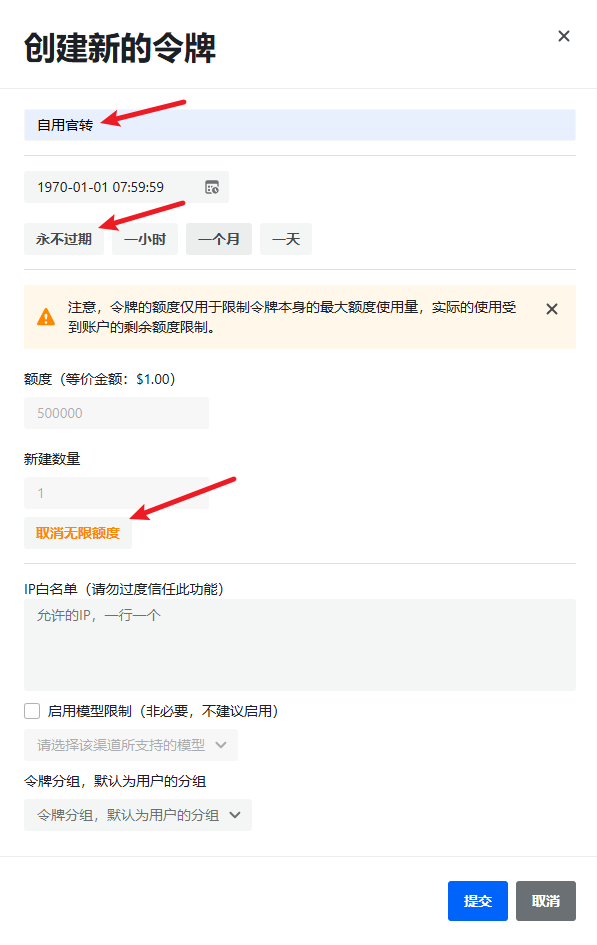 创建新的令牌
自用官转
1970-01-01 07:59:59
永不过期 一小时 一个月 一天
注意，令牌的额度仅用于限制令牌本身的最大额度使用量，实际的使用受
到账户的剩余额度限制。
额度（等价金额：$1.00）
500000
新建数量
1
取消无限额度
IP白名单（请勿过度信任此功能）
允许的IP，一行一个
启用模型限制（非必要，不建议启用）
请选择该渠道所支持的模型
令牌分组，默认为用户的分组
令牌分组，默认为用户的分组
提交 取消